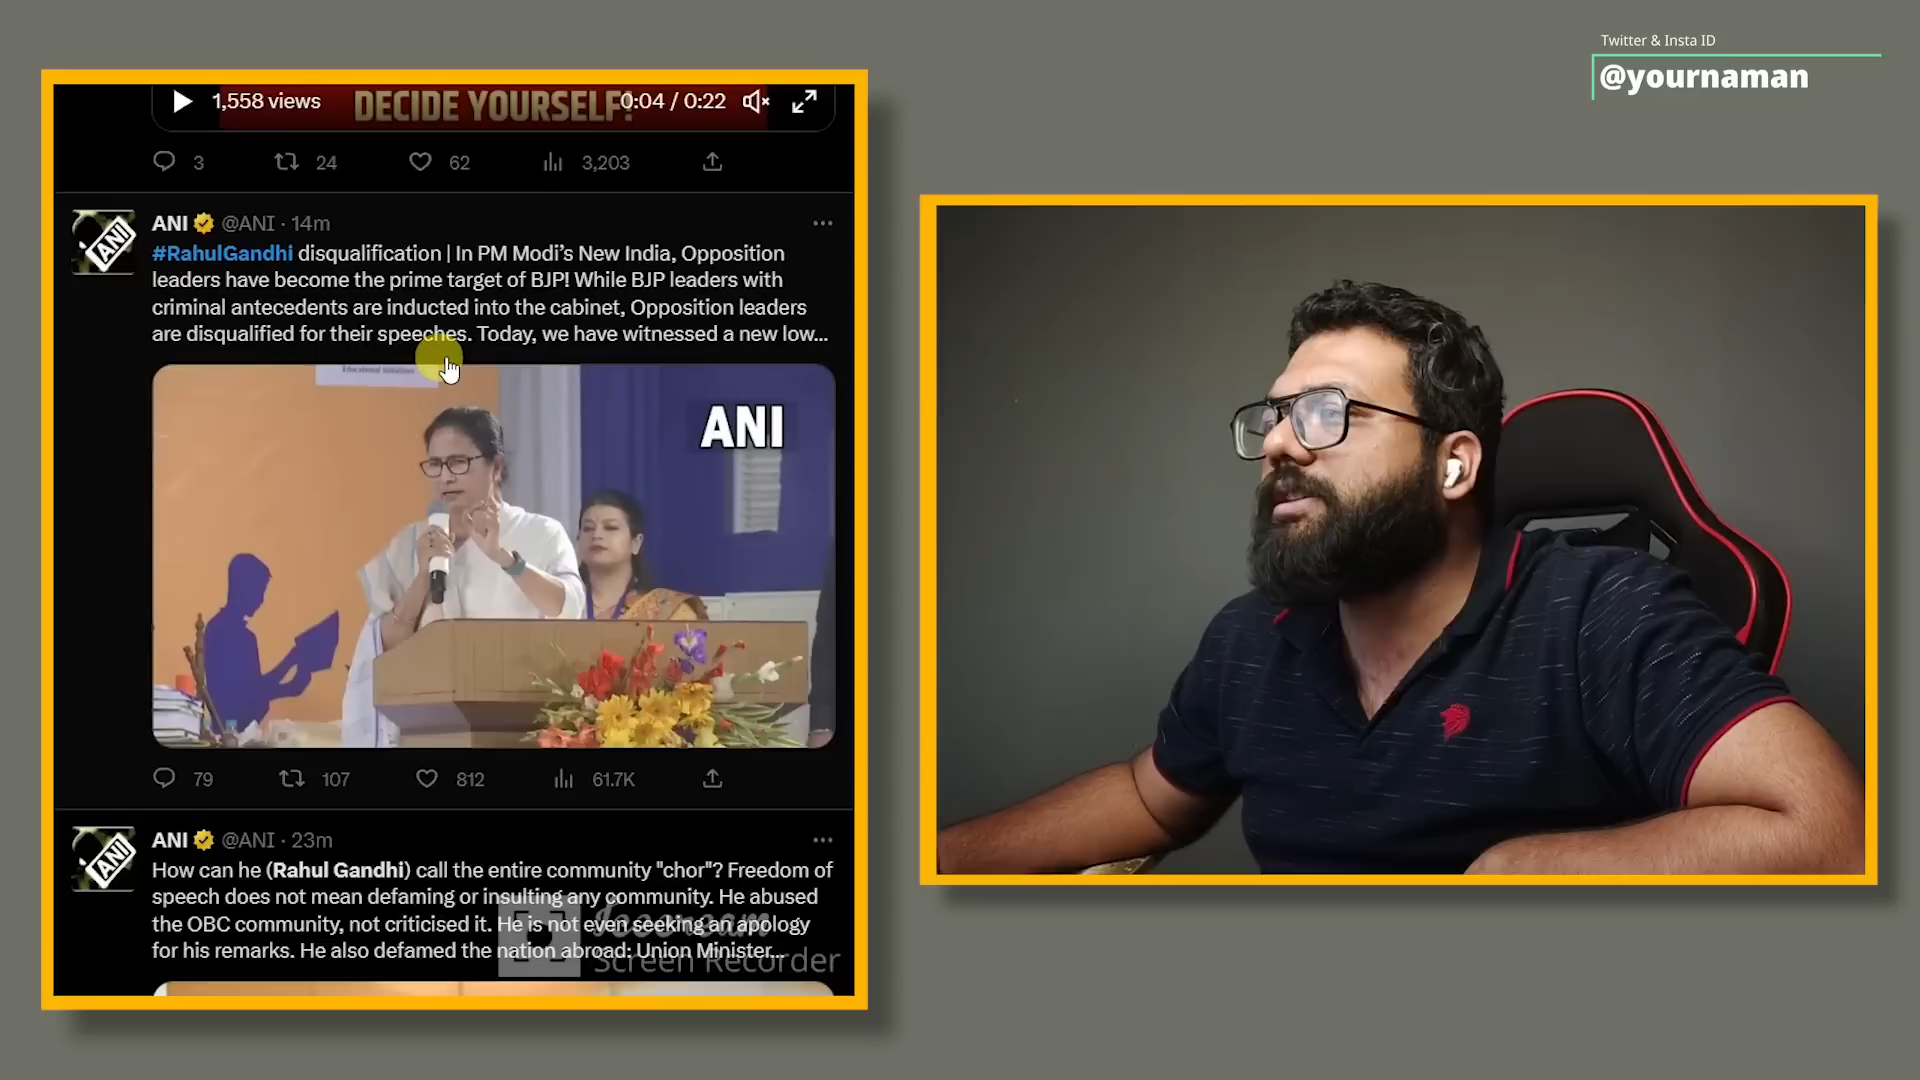 Twitter & Insta ID
@yournaman
1,558 views
DECIDE YOURSELF!
0:04 / 0:22
3
24
62
3,203
ANI @ANI · 14m
#RahulGandhi disqualification | In PM Modi’s New India, Opposition
leaders have become the prime target of BJP! While BJP leaders with
criminal antecedents are inducted into the cabinet, Opposition leaders
are disqualified for their speeches. Today, we have witnessed a new low...
ANI
Educational Initiatives
ANI
79
107
812
61.7K
ANI @ANI · 23m
ANI
How can he (Rahul Gandhi) call the entire community "chor"? Freedom of
speech does not mean defaming or insulting any community. He abused
the OBC community, not criticised it. He is not even seeking an apology
for his remarks. He also defamed the nation abroad: Union Minister...
Icecream
Screen Recorder